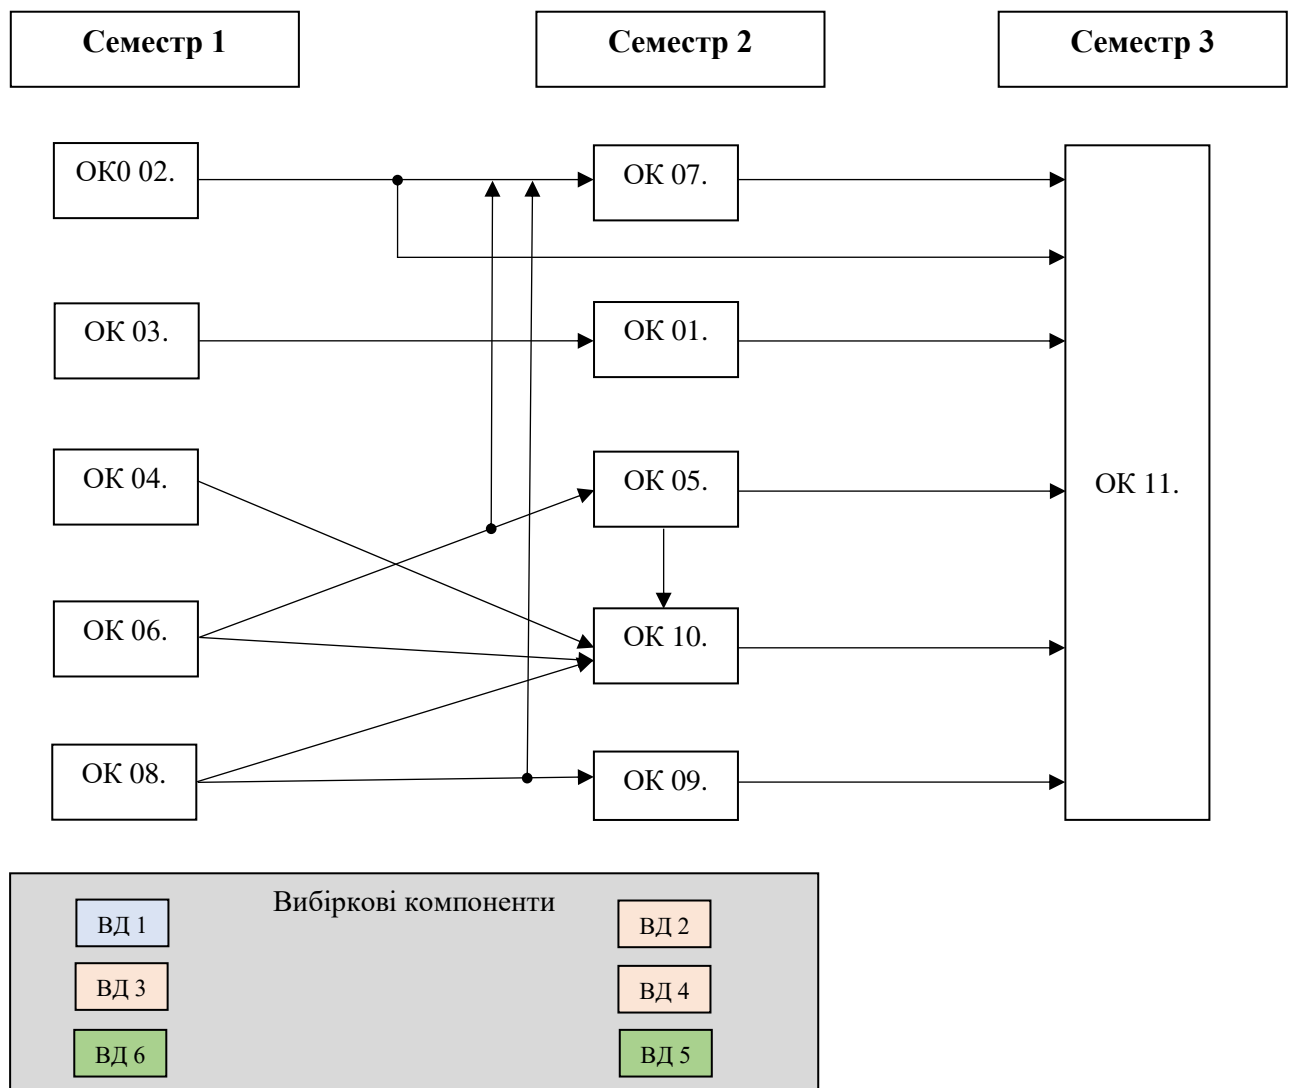 Семестр 1
Семестр 2
Семестр 3
ОК0 02.
ОК 07.
ОК 03.
ОК 01.
ОК 04.
ОК 05.
ОК 11.
ОК 06.
ОК 10.
ОК 08.
ОК 09.
Вибіркові компоненти
ВД 1
ВД 2
ВД 3
ВД 4
ВД 6
ВД 5